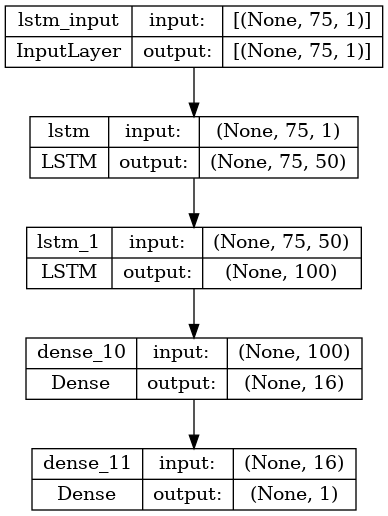 lstm_input input: [(None, 75, 1)]
InputLayer output: [(None, 75, 1)]
lstm input: (None, 75, 1)
LSTM output: (None, 75, 50)
lstm_1 input: (None, 75, 50)
LSTM output: (None, 100)
dense_10 input: (None, 100)
Dense output: (None, 16)
dense_11 input: (None, 16)
Dense output: (None, 1)